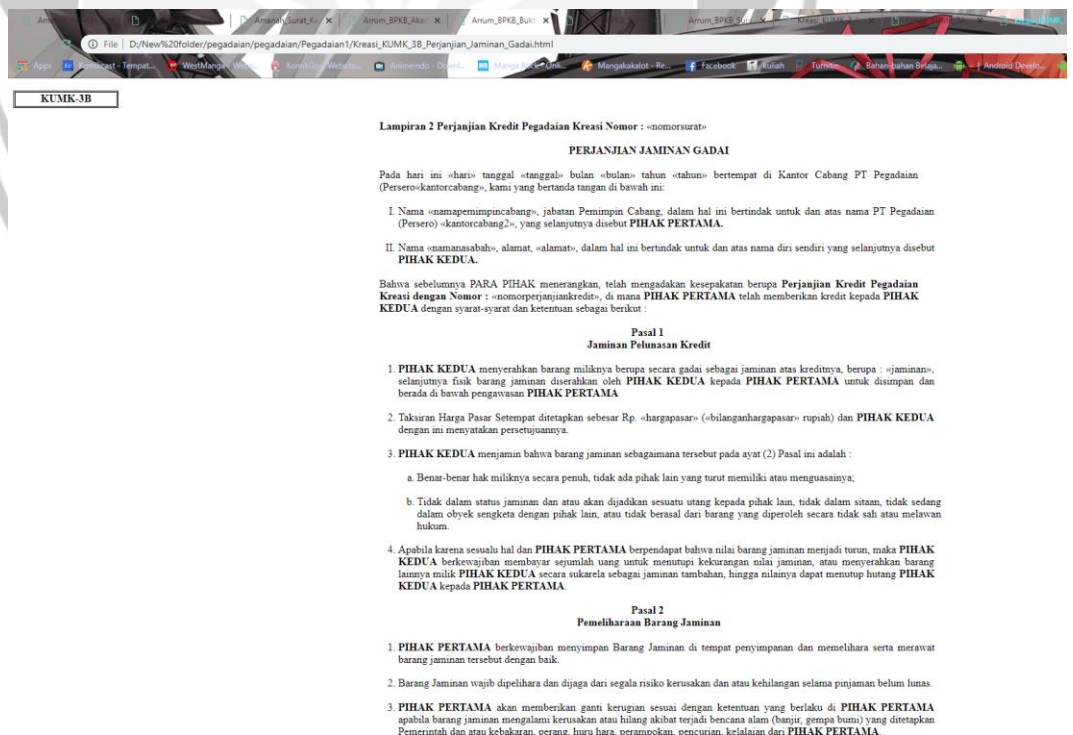 Amanah_Surat_Ku
Arrum_BPKB_Aka
Arrum_BPKB_Buk
Arrum_BPKB_Sura
File | D:/New%20folder/pegadaian/pegadaian/Pegadaian1/Kreasi_KUMK_3B_Perjanjian_Jaminan_Gadai.html
Apps Komikcast - Tempat... WestManga - Animeindo - Mangakakalot - Re... Facebook kuliah Turnitin Bahan-bahan Belaja... Android Develo...
KUMK-3B
Lampiran 2 Perjanjian Kredit Pegadaian Kreasi Nomor : «nomorsurat»
PERJANJIAN JAMINAN GADAI
Pada hari ini «hari» tanggal «tanggal» bulan «bulan» tahun «tahun» bertempat di Kantor Cabang PT Pegadaian
(Persero«kantorcabang», kami yang bertanda tangan di bawah ini:
I. Nama «namapemimpincabang», jabatan Pemimpin Cabang, dalam hal ini bertindak untuk dan atas nama PT Pegadaian
(Persero) «kantorcabang2», yang selanjutnya disebut PIHAK PERTAMA.
II. Nama «namanasabah», alamat, «alamat», dalam hal ini bertindak untuk dan atas nama diri sendiri yang selanjutnya disebut
PIHAK KEDUA.
Bahwa sebelumnya PARA PIHAK menerangkan, telah mengadakan kesepakatan berupa Perjanjian Kredit Pegadaian
Kreasi dengan Nomor : «nomorperjanjiankredit», di mana PIHAK PERTAMA telah memberikan kredit kepada PIHAK
KEDUA dengan syarat-syarat dan ketentuan sebagai berikut :
Pasal 1
Jaminan Pelunasan Kredit
1. PIHAK KEDUA menyerahkan barang miliknya berupa secara gadai sebagai jaminan atas kreditnya, berupa : «jaminan»,
selanjutnya fisik barang jaminan diserahkan oleh PIHAK KEDUA kepada PIHAK PERTAMA untuk disimpan dan
berada di bawah pengawasan PIHAK PERTAMA
2. Taksiran Harga Pasar Setempat ditetapkan sebesar Rp. «hargapasar» («bilanganhargapasar» rupiah) dan PIHAK KEDUA
dengan ini menyatakan persetujuannya.
3. PIHAK KEDUA menjamin bahwa barang jaminan sebagaimana tersebut pada ayat (2) Pasal ini adalah :
a. Benar-benar hak miliknya secara penuh, tidak ada pihak lain yang turut memiliki atau menguasainya;
b. Tidak dalam status jaminan dan atau akan dijadikan sesuatu utang kepada pihak lain, tidak dalam sitaan, tidak sedang
dalam obyek sengketa dengan pihak lain, atau tidak berasal dari barang yang diperoleh secara tidak sah atau melawan
hukum.
4. Apabila karena sesualu hal dan PIHAK PERTAMA berpendapat bahwa nilai barang jaminan menjadi turun, maka PIHAK
KEDUA berkewajiban membayar sejumlah uang untuk menutupi kekurangan nilai jaminan, atau menyerahkan barang
lainnya milik PIHAK KEDUA secara sukarela sebagai jaminan tambahan, hingga nilainya dapat menutup hutang PIHAK
KEDUA kepada PIHAK PERTAMA.
Pasal 2
Pemeliharaan Barang Jaminan
1. PIHAK PERTAMA berkewajiban menyimpan Barang Jaminan di tempat penyimpanan dan memelihara serta merawat
barang jaminan tersebut dengan baik.
2. Barang Jaminan wajib dipelihara dan dijaga dari segala risiko kerusakan dan atau kehilangan selama pinjaman belum lunas.
3. PIHAK PERTAMA akan memberikan ganti kerugian sesuai dengan ketentuan yang berlaku di PIHAK PERTAMA
apabila barang jaminan mengalami kerusakan atau hilang akibat terjadi bencana alam (banjir, gempa bumi) yang ditetapkan
Pemerintah dan atau kebakaran, perang, huru hara, perampokan, pencurian, kelalaian dari PIHAK PERTAMA.